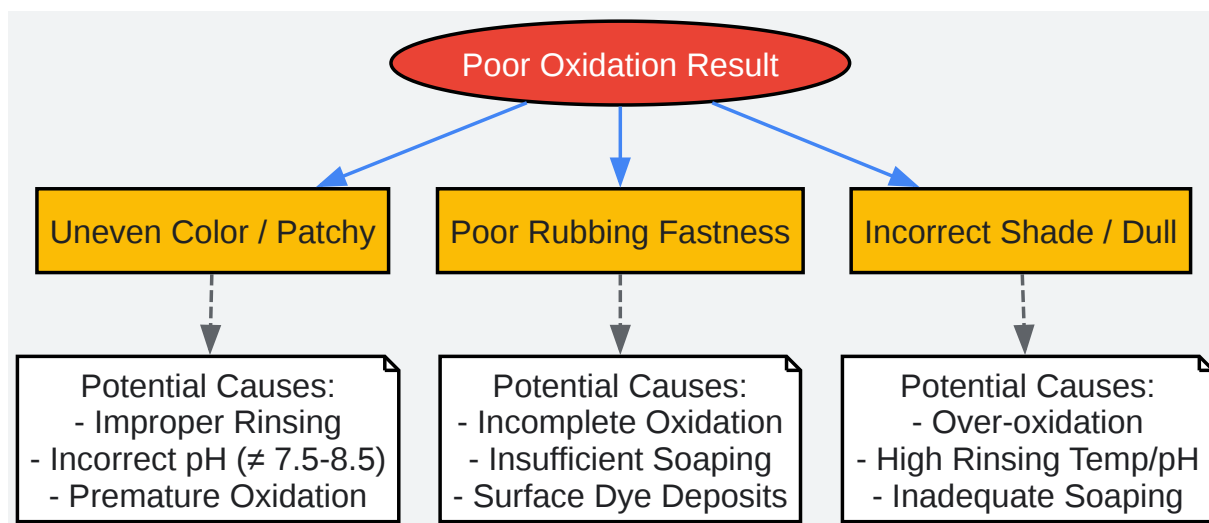 Poor Oxidation Result
Uneven Color / Patchy
Poor Rubbing Fastness
Incorrect Shade / Dull
Potential Causes:
- Improper Rinsing
- Incorrect pH (≠ 7.5-8.5)
- Premature Oxidation
Potential Causes:
- Incomplete Oxidation
- Insufficient Soaping
- Surface Dye Deposits
Potential Causes:
- Over-oxidation
- High Rinsing Temp/pH
- Inadequate Soaping